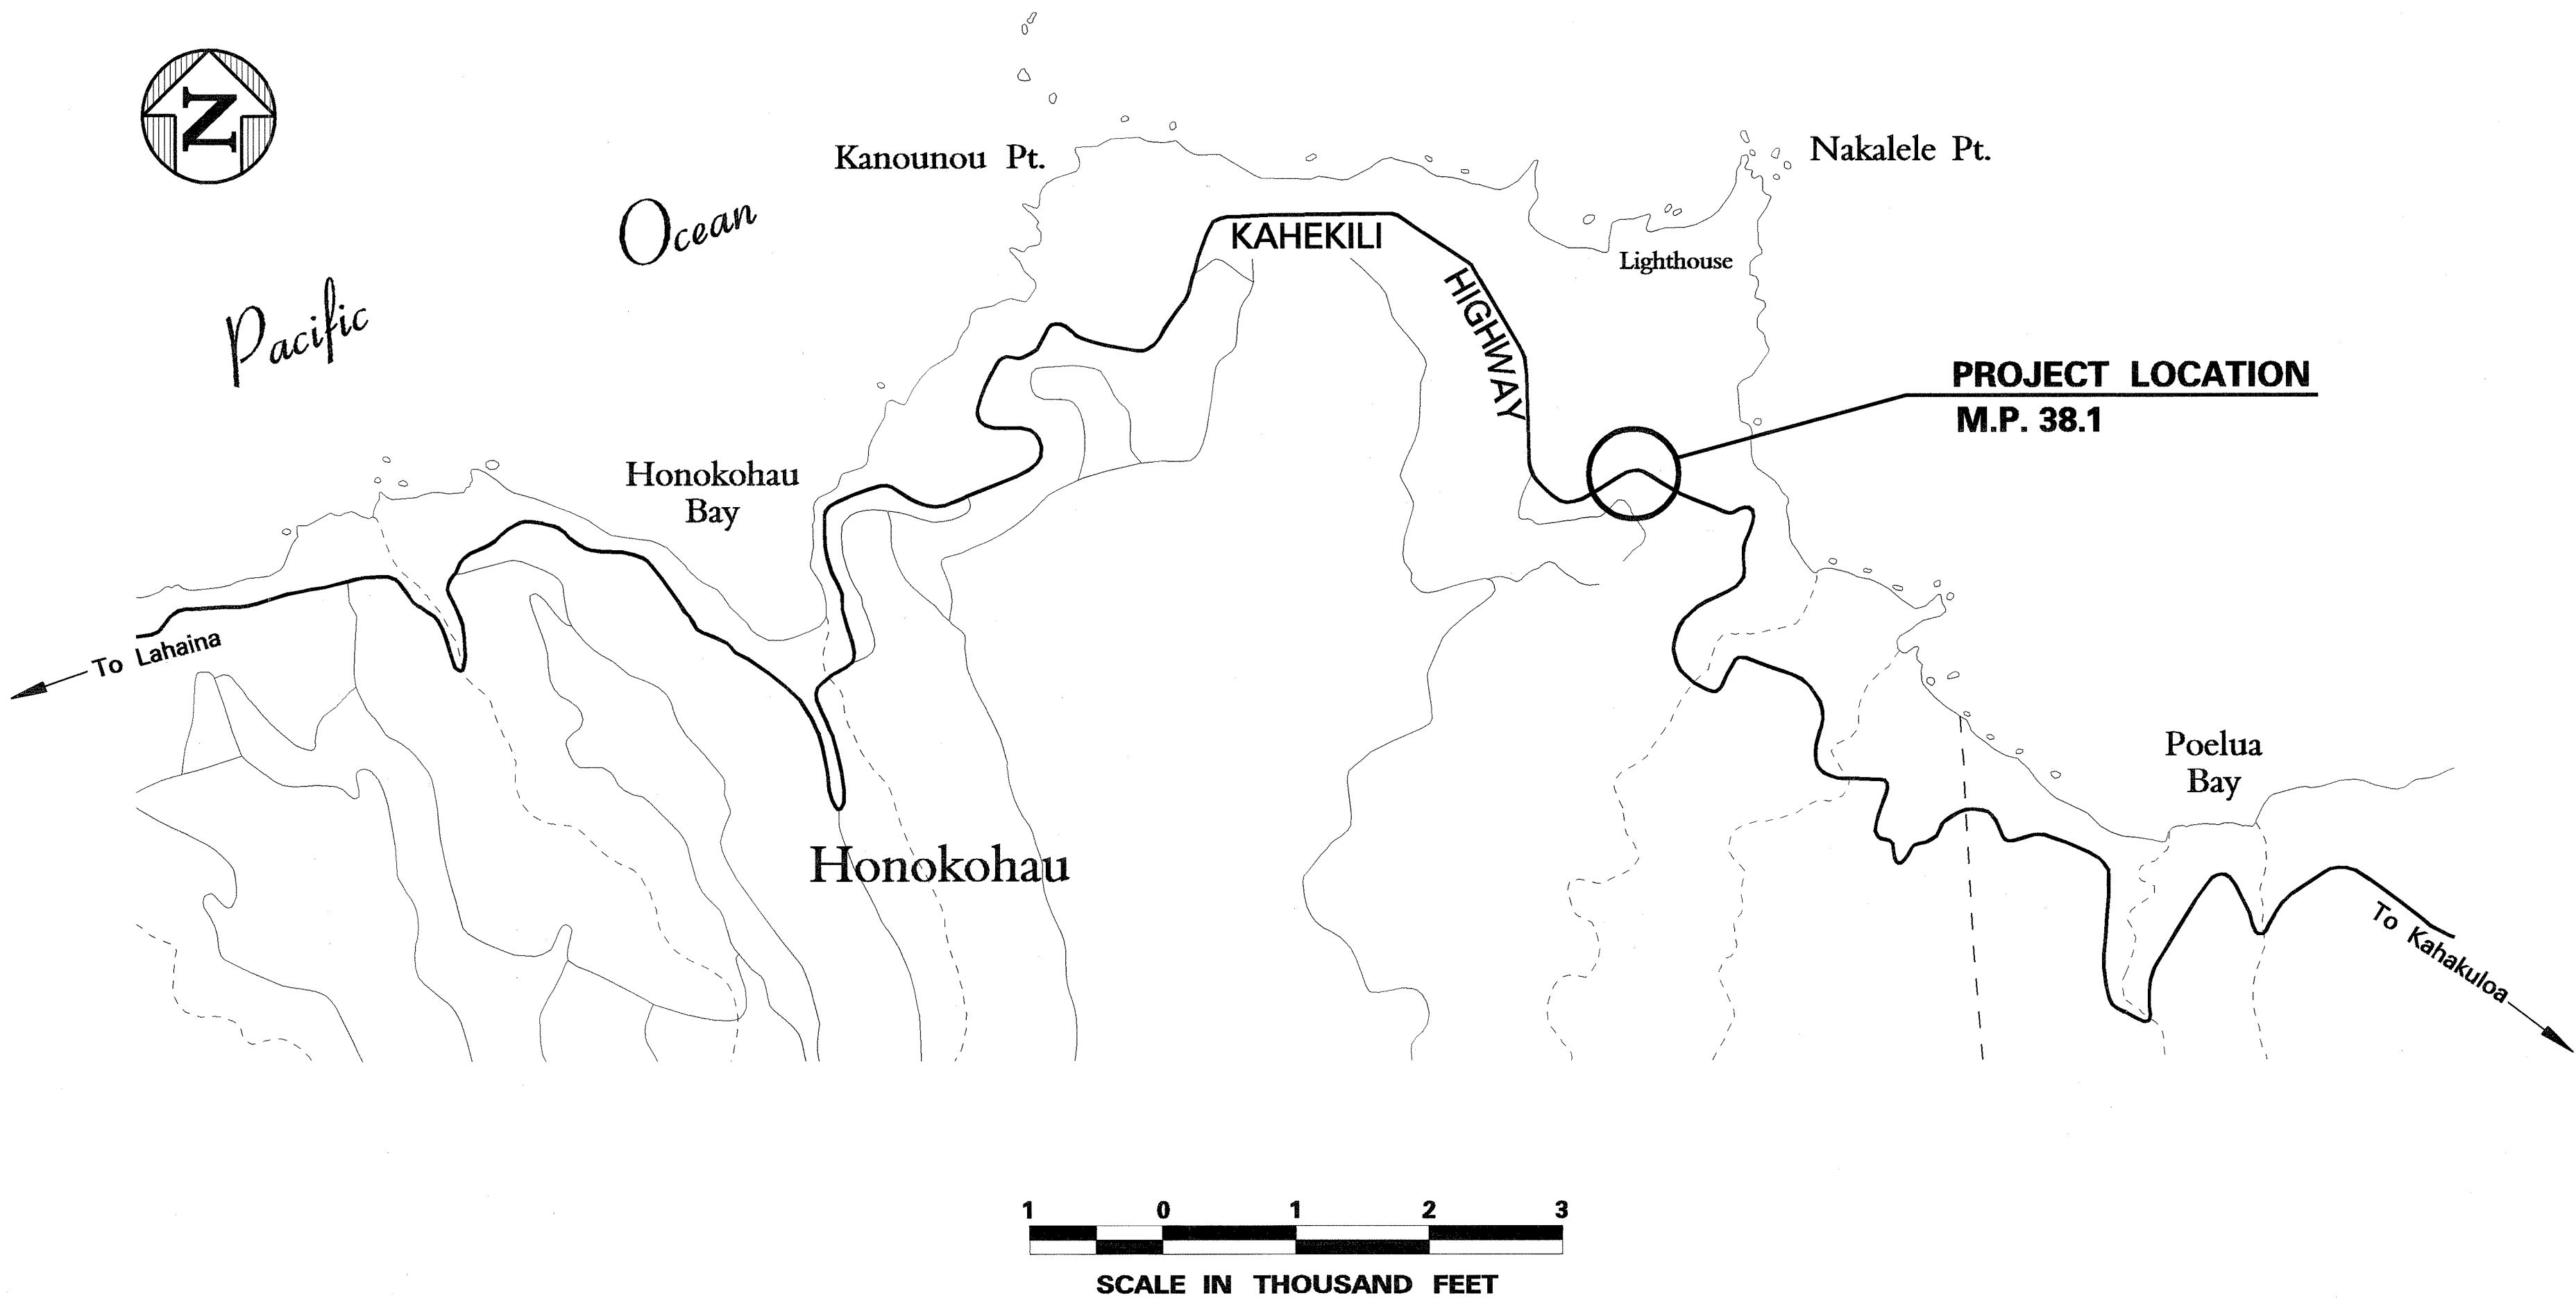 N
Pacific
Ocean
Kanounou Pt.
Nakalele Pt.
KAHEKILI
HIGHWAY
Lighthouse
PROJECT LOCATION
M.P. 38.1
Honokohau
Bay
To Lahaina
Honokohau
Poelua
Bay
To Kahakuloa
1 0 1 2 3
SCALE IN THOUSAND FEET